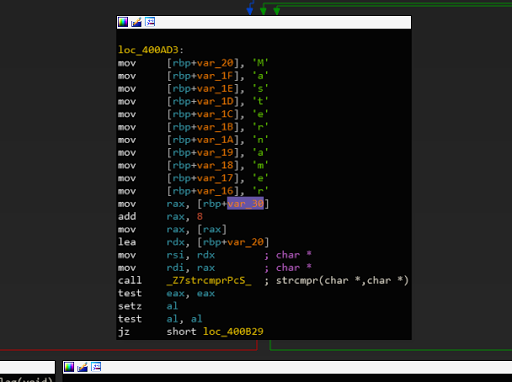 loc_400AD3:
mov [rbp+var_20], 'M'
mov [rbp+var_1F], 'a'
mov [rbp+var_1E], 's'
mov [rbp+var_1D], 't'
mov [rbp+var_1C], 'e'
mov [rbp+var_1B], 'r'
mov [rbp+var_1A], 'n'
mov [rbp+var_19], 'a'
mov [rbp+var_18], 'm'
mov [rbp+var_17], 'e'
mov [rbp+var_16], 'r'
mov rax, [rbp+var_30]
add rax, 8
mov rax, [rax]
lea rdx, [rbp+var_20]
mov rsi, rdx ; char *
mov rdi, rax ; char *
call _Z7strcmprPcS_ ; strcmpr(char *,char *)
test eax, eax
setz al
test al, al
jz short loc_400B29
lag(void)